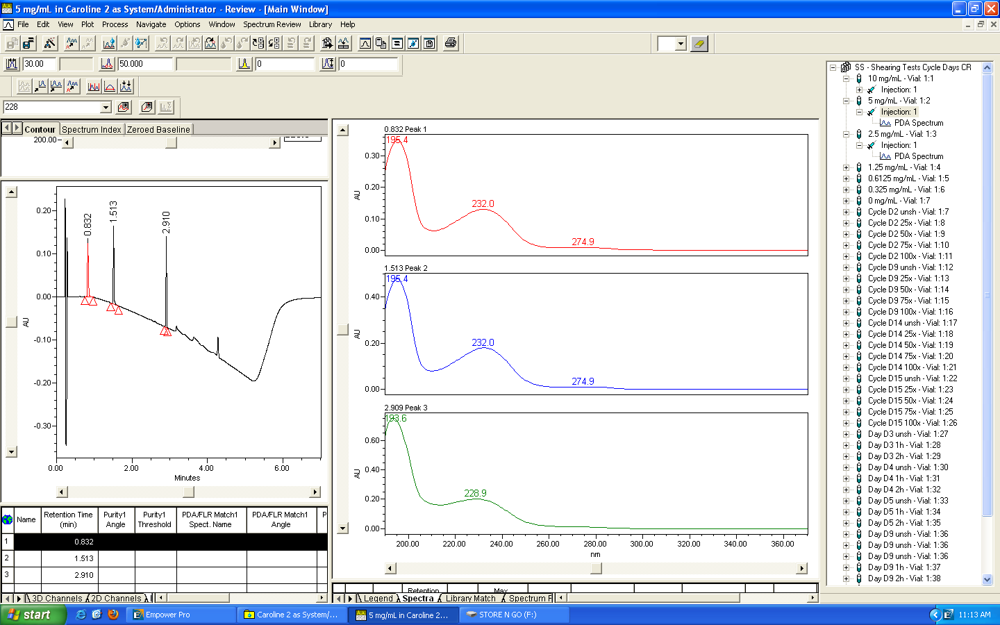 5 mg/mL in Caroline 2 as System/Administrator - Review - [Main Window]
File Edit View Plot Process Navigate Options Window Spectrum Review Library Help
30.00 50.000 0 0
228
Contour Spectrum Index Zeroed Baseline
200.00
0.20
0.10
0.00
-0.10
-0.20
-0.30
AU
0.832
1.513
2.910
0.00 2.00 4.00 6.00
Minutes
Name Retention Time (min) Purity1 Angle Purity1 Threshold PDA/FLR Match1 Spect. Name PDA/FLR Match1 Angle P
1 0.832
2 1.513
3 2.910
3D Channels 2D Channels
0.832 Peak 1
195.4
0.30
0.20
0.10
0.00
AU
232.0
274.9
1.513 Peak 2
195.4
0.40
0.20
0.00
AU
232.0
274.9
2.909 Peak 3
193.6
0.60
0.40
0.20
0.00
AU
228.9
200.00 220.00 240.00 260.00 280.00 300.00 320.00 340.00 360.00
nm
Retention Max
Legend Spectra Library Match Spectrum P
SS - Shearing Tests Cycle Days CR
10 mg/mL - Vial: 1:1
Injection: 1
5 mg/mL - Vial: 1:2
Injection: 1
PDA Spectrum
2.5 mg/mL - Vial: 1:3
Injection: 1
PDA Spectrum
1.25 mg/mL - Vial: 1:4
0.6125 mg/mL - Vial: 1:5
0.325 mg/mL - Vial: 1:6
0 mg/mL - Vial: 1:7
Cycle D2 unsh - Vial: 1:7
Cycle D2 25x - Vial: 1:8
Cycle D2 50x - Vial: 1:9
Cycle D2 75x - Vial: 1:10
Cycle D2 100x - Vial: 1:11
Cycle D9 unsh - Vial: 1:12
Cycle D9 25x - Vial: 1:13
Cycle D9 50x - Vial: 1:14
Cycle D9 75x - Vial: 1:15
Cycle D9 100x - Vial: 1:16
Cycle D14 unsh - Vial: 1:17
Cycle D14 25x - Vial: 1:18
Cycle D14 50x - Vial: 1:19
Cycle D14 75x - Vial: 1:20
Cycle D14 100x - Vial: 1:21
Cycle D15 unsh - Vial: 1:22
Cycle D15 25x - Vial: 1:23
Cycle D15 50x - Vial: 1:24
Cycle D15 75x - Vial: 1:25
Cycle D15 100x - Vial: 1:26
Day D3 unsh - Vial: 1:27
Day D3 1h - Vial: 1:28
Day D3 2h - Vial: 1:29
Day D4 unsh - Vial: 1:30
Day D4 1h - Vial: 1:31
Day D4 2h - Vial: 1:32
Day D5 unsh - Vial: 1:33
Day D5 1h - Vial: 1:34
Day D5 2h - Vial: 1:35
Day D9 unsh - Vial: 1:36
Day D9 unsh - Vial: 1:36
Day D9 unsh - Vial: 1:36
Day D9 1h - Vial: 1:37
Day D9 2h - Vial: 1:38
start Empower Pro Caroline 2 as System/... 5 mg/mL in Caroline 2... STORE N GO (F:) 11:13 AM